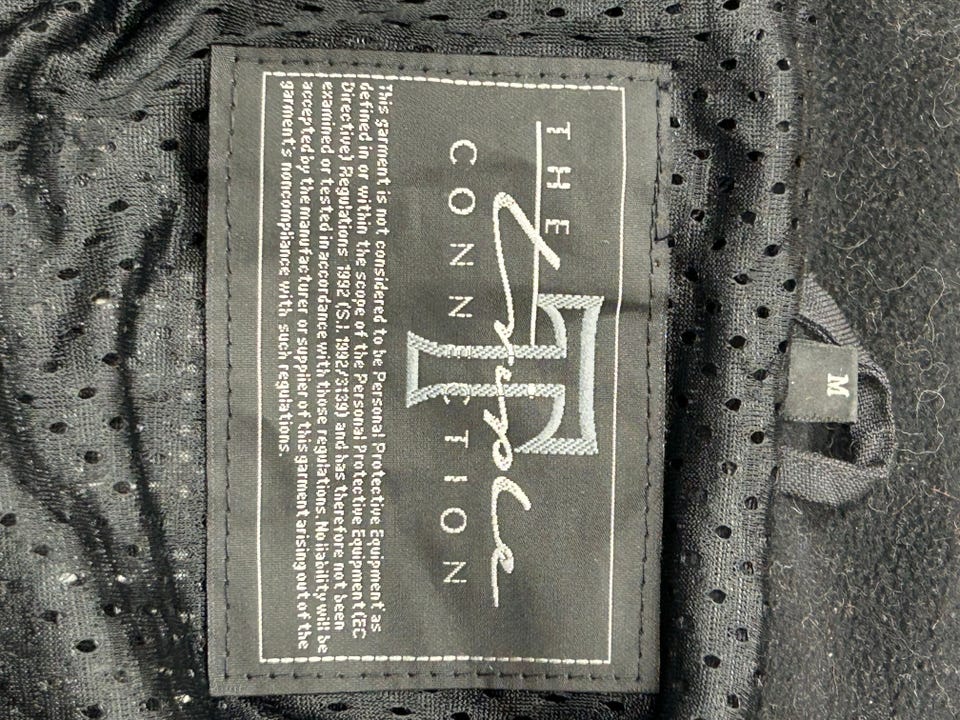 THE
Temple
CONNECTION
This garment is not considered to be Personal Protective Equipment as
defined in or within the scope of the Personal Protective Equipment (EC
Directive) Regulations 1992 (S.I. 1992/3139) and has therefore not been
examined or tested in accordance with those regulations. No liability will be
accepted by the manufacturer or supplier of this garment arising out of the
garment's noncompliance with such regulations.
M